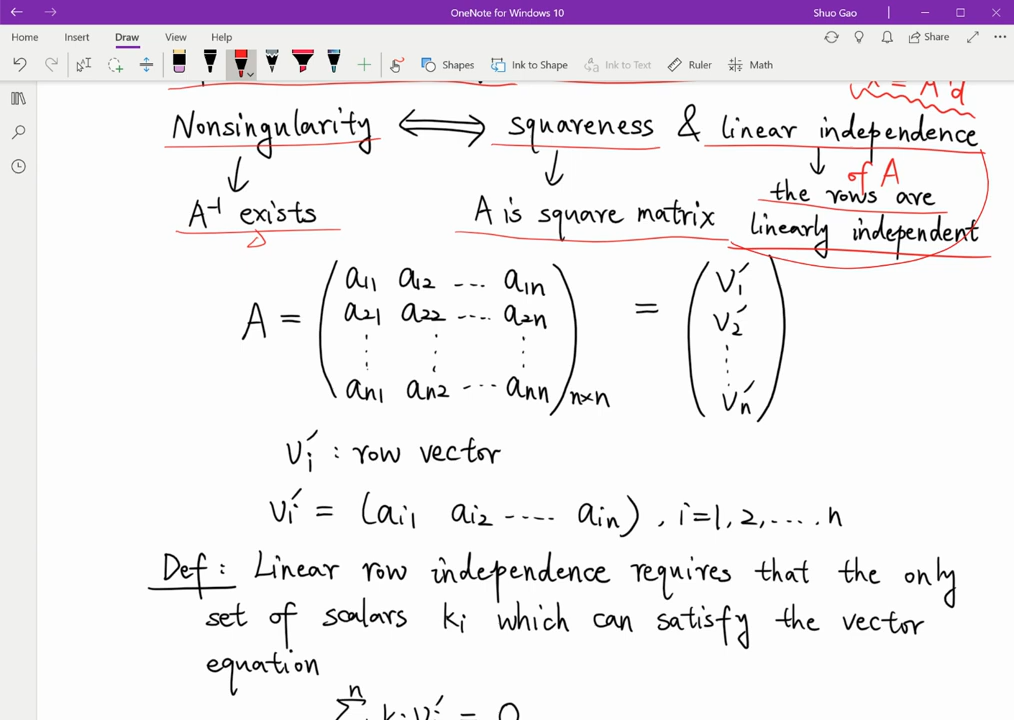 OneNote for Windows 10
Shuo Gao
Home Insert Draw View Help
Share
Shapes Ink to Shape Ink to Text Ruler Math
Nonsingularity ⟺ squareness & linear independence
↓ ↓ ↓ of A
the rows are
A⁻¹ exists A is square matrix linearly independent
A = ( a11 a12 --- a1n = ( v1′
a21 a22 ---- a2n v2′
⋮ ⋮ ⋮ ⋮
an1 an2 --- ann )n×n vn′ )
vi′ : row vector
vi′ = (ai1 ai2 ----- ain), i=1, 2, ...., n
Def: Linear row independence requires that the only
set of scalars ki which can satisfy the vector
equation